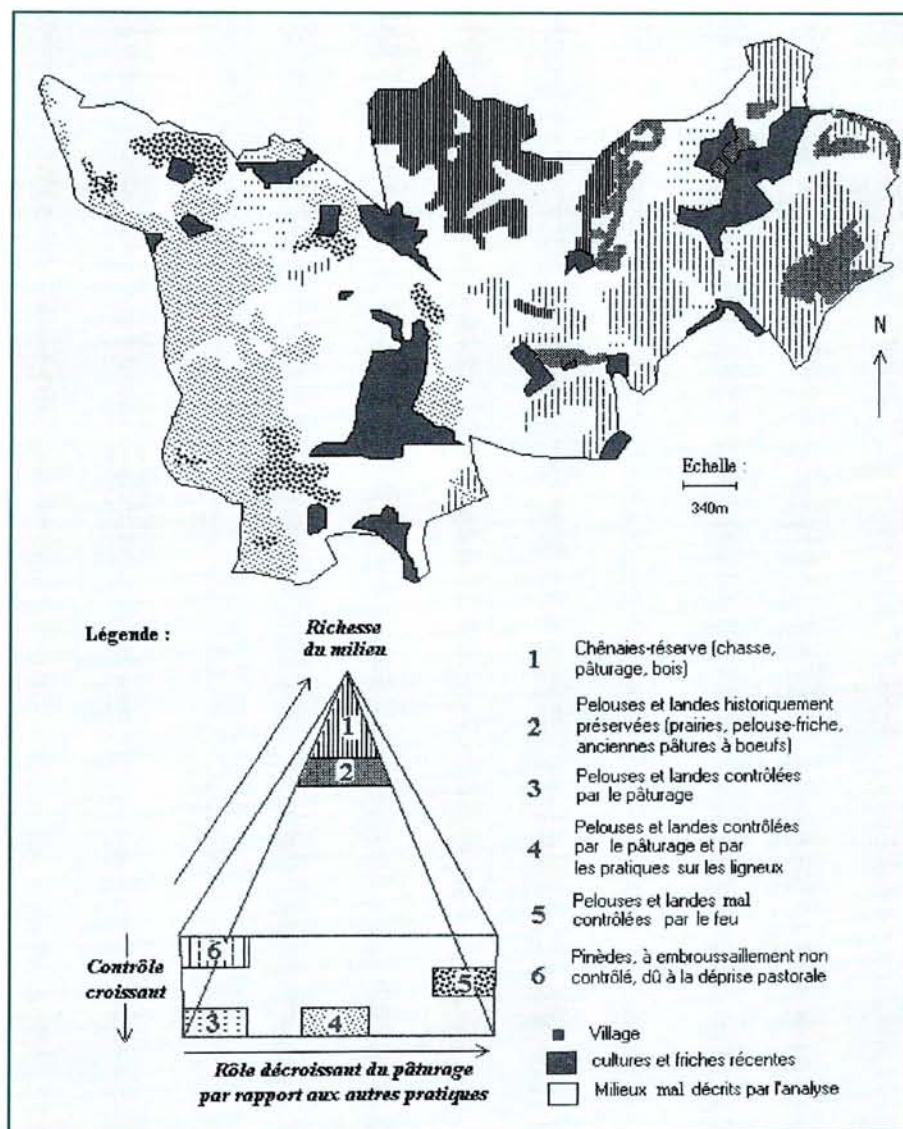 N
Echelle :
340m
Légende :
Richesse
du milieu
1
2
6
5
3
4
Contrôle
croissant
Rôle décroissant du pâturage
par rapport aux autres pratiques
1 Chênaies-réserve (chasse,
pâturage, bois)
2 Pelouses et landes historiquement
préservées (prairies, pelouse-friche,
anciennes pâtures à boeufs)
3 Pelouses et landes contrôlées
par le pâturage
4 Pelouses et landes contrôlées
par le pâturage et par
les pratiques sur les ligneux
5 Pelouses et landes mal
contrôlées par le feu
6 Pinèdes, à embroussaillement non
contrôlé, dû à la déprise pastorale
Village
cultures et friches récentes
Milieux mal décrits par l'analyse